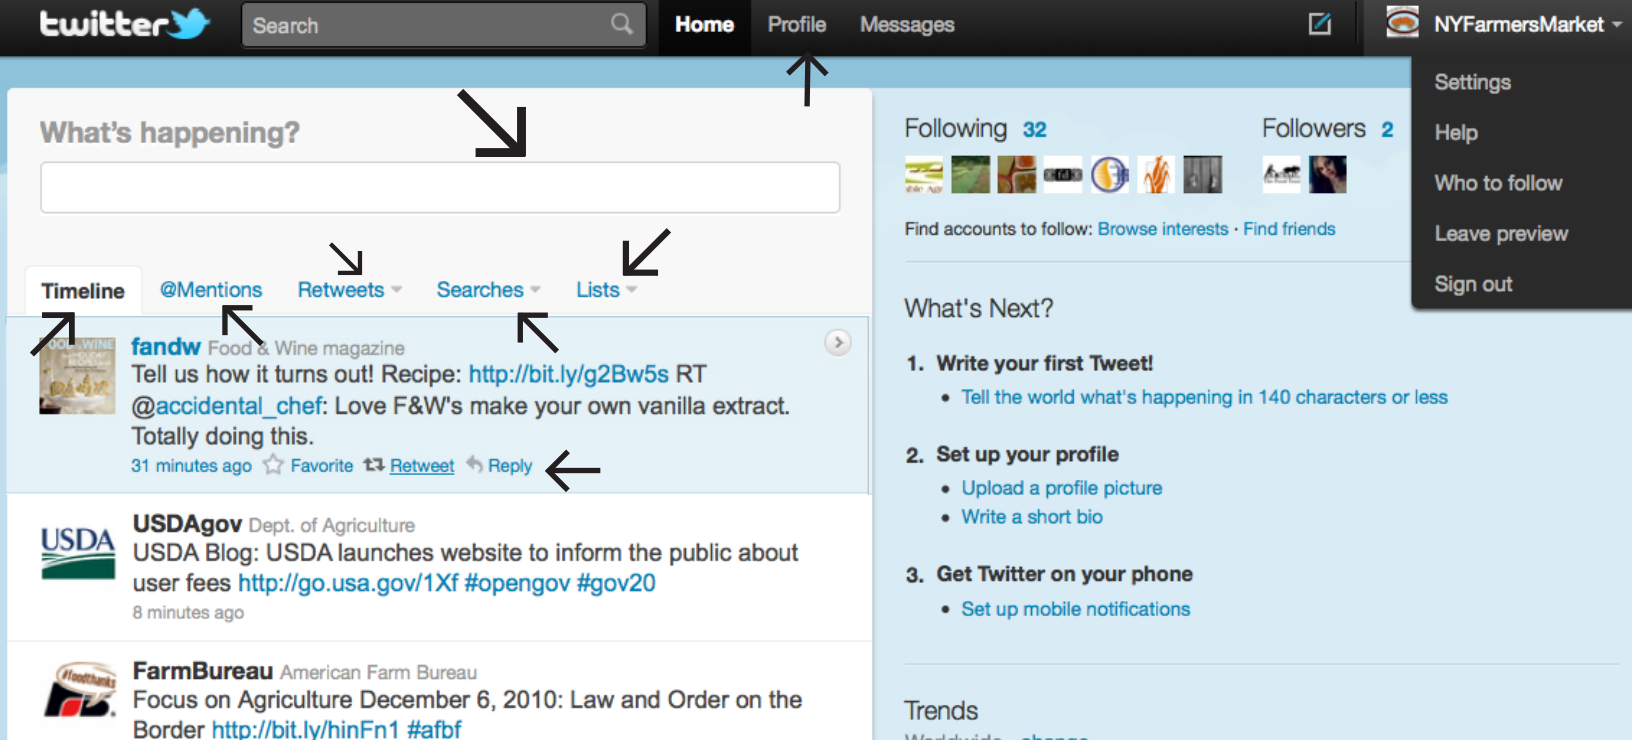 twitter
Search
Home Profile Messages
NYFarmersMarket
Settings
Help
Who to follow
Leave preview
Sign out
What's happening?
Timeline @Mentions Retweets Searches Lists
fandw Food & Wine magazine
Tell us how it turns out! Recipe: http://bit.ly/g2Bw5s RT
@accidental_chef: Love F&W's make your own vanilla extract.
Totally doing this.
31 minutes ago Favorite Retweet Reply
USDA
USDAgov Dept. of Agriculture
USDA Blog: USDA launches website to inform the public about
user fees http://go.usa.gov/1Xf #opengov #gov20
8 minutes ago
#foodthanks
FarmBureau American Farm Bureau
Focus on Agriculture December 6, 2010: Law and Order on the
Border http://bit.ly/hinFn1 #afbf
Following 32
Followers 2
Find accounts to follow: Browse interests · Find friends
What's Next?
1. Write your first Tweet!
• Tell the world what's happening in 140 characters or less
2. Set up your profile
• Upload a profile picture
• Write a short bio
3. Get Twitter on your phone
• Set up mobile notifications
Trends
Worldwide · change